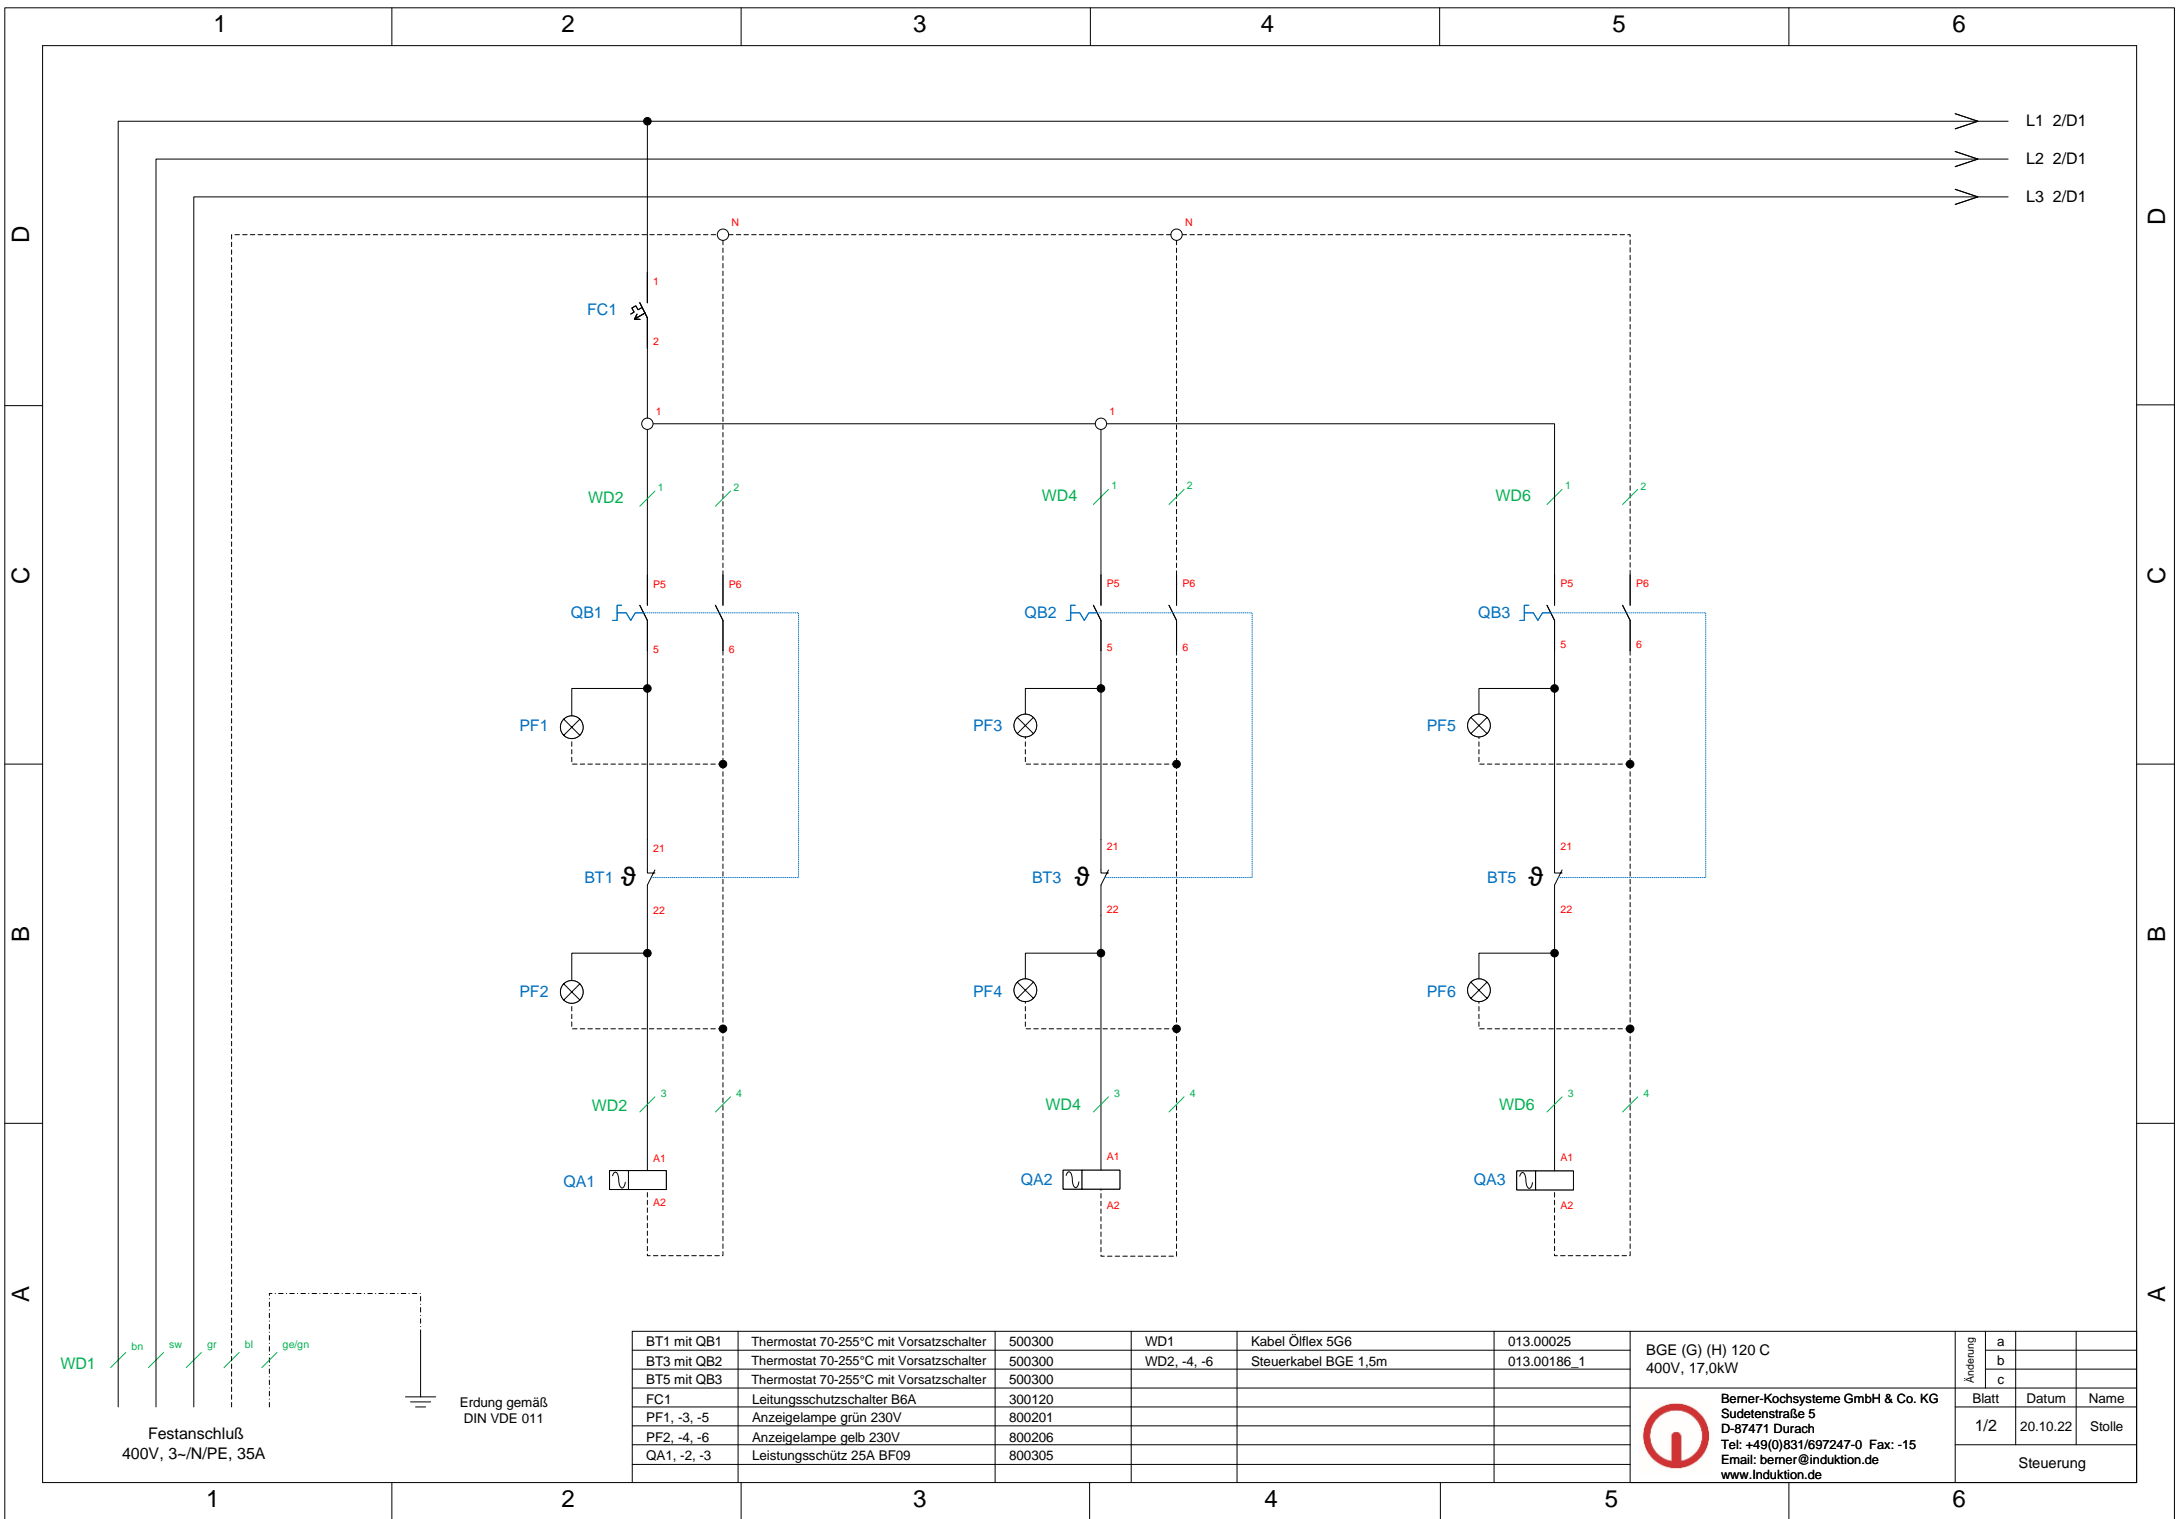 1 2 3 4 5 6
L1 2/D1
L2 2/D1
L3 2/D1
D D
N N
1
FC1
2
1 1
WD2 1 2 WD4 1 2 WD6 1 2
C C
P5 P6 P5 P6 P5 P6
QB1 QB2 QB3
5 6 5 6 5 6
PF1 PF3 PF5
21 21 21
BT1 ϑ BT3 ϑ BT5 ϑ
22 22 22
B B
PF2 PF4 PF6
WD2 3 4 WD4 3 4 WD6 3 4
A1 A1 A1
QA1 QA2 QA3
A2 A2 A2
A A
WD1 bn sw gr bl ge/gn
Festanschluß
400V, 3~/N/PE, 35A
Erdung gemäß
DIN VDE 011
BT1 mit QB1 Thermostat 70-255°C mit Vorsatzschalter 500300 WD1 Kabel Ölflex 5G6 013.00025
BT3 mit QB2 Thermostat 70-255°C mit Vorsatzschalter 500300 WD2, -4, -6 Steuerkabel BGE 1,5m 013.00186_1
BT5 mit QB3 Thermostat 70-255°C mit Vorsatzschalter 500300
FC1 Leitungsschutzschalter B6A 300120
PF1, -3, -5 Anzeigelampe grün 230V 800201
PF2, -4, -6 Anzeigelampe gelb 230V 800206
QA1, -2, -3 Leistungsschütz 25A BF09 800305
BGE (G) (H) 120 C
400V, 17,0kW
Änderung a
b
c
Berner-Kochsysteme GmbH & Co. KG
Sudetenstraße 5
D-87471 Durach
Tel: +49(0)831/697247-0 Fax: -15
Email: berner@induktion.de
www.Induktion.de
Blatt Datum Name
1/2 20.10.22 Stolle
Steuerung
1 2 3 4 5 6